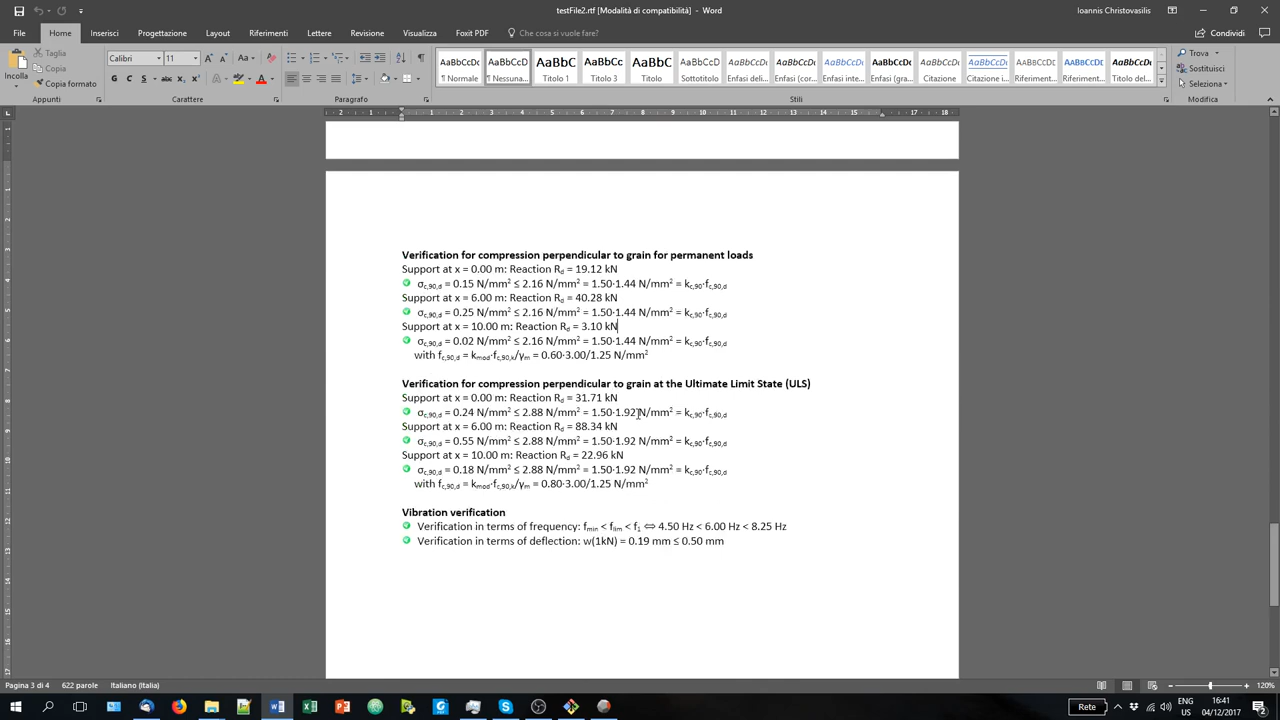 testFile2.rtf [Modalità di compatibilità] - Word
Ioannis Christovasilis
File Home Inserisci Progettazione Layout Riferimenti Lettere Revisione Visualizza Foxit PDF Che cosa si vuole fare?
Condividi
Incolla
Taglia
Copia
Copia formato
Calibri 11
¶ Normale
¶ Nessuna...
Titolo 1
Titolo 3
Titolo
Sottotitolo
Enfasi deli...
Enfasi (cor...
Enfasi inte...
Enfasi (gra...
Citazione
Citazione i...
Riferiment...
Riferiment...
Titolo del...
Trova
Sostituisci
Seleziona
Appunti Carattere Paragrafo Stili Modifica
Verification for compression perpendicular to grain for permanent loads
Support at x = 0.00 m: Reaction Rd = 19.12 kN
σc,90,d = 0.15 N/mm² ≤ 2.16 N/mm² = 1.50·1.44 N/mm² = kc,90·fc,90,d
Support at x = 6.00 m: Reaction Rd = 40.28 kN
σc,90,d = 0.25 N/mm² ≤ 2.16 N/mm² = 1.50·1.44 N/mm² = kc,90·fc,90,d
Support at x = 10.00 m: Reaction Rd = 3.10 kN
σc,90,d = 0.02 N/mm² ≤ 2.16 N/mm² = 1.50·1.44 N/mm² = kc,90·fc,90,d
with fc,90,d = kmod·fc,90,k/γm = 0.60·3.00/1.25 N/mm²
Verification for compression perpendicular to grain at the Ultimate Limit State (ULS)
Support at x = 0.00 m: Reaction Rd = 31.71 kN
σc,90,d = 0.24 N/mm² ≤ 2.88 N/mm² = 1.50·1.92 N/mm² = kc,90·fc,90,d
Support at x = 6.00 m: Reaction Rd = 88.34 kN
σc,90,d = 0.55 N/mm² ≤ 2.88 N/mm² = 1.50·1.92 N/mm² = kc,90·fc,90,d
Support at x = 10.00 m: Reaction Rd = 22.96 kN
σc,90,d = 0.18 N/mm² ≤ 2.88 N/mm² = 1.50·1.92 N/mm² = kc,90·fc,90,d
with fc,90,d = kmod·fc,90,k/γm = 0.80·3.00/1.25 N/mm²
Vibration verification
Verification in terms of frequency: fmin < flim < f1 ⇔ 4.50 Hz < 6.00 Hz < 8.25 Hz
Verification in terms of deflection: w(1kN) = 0.19 mm ≤ 0.50 mm
Pagina 3 di 4 622 parole Italiano (Italia)
120%
Rete
ENG
US
16:41
04/12/2017